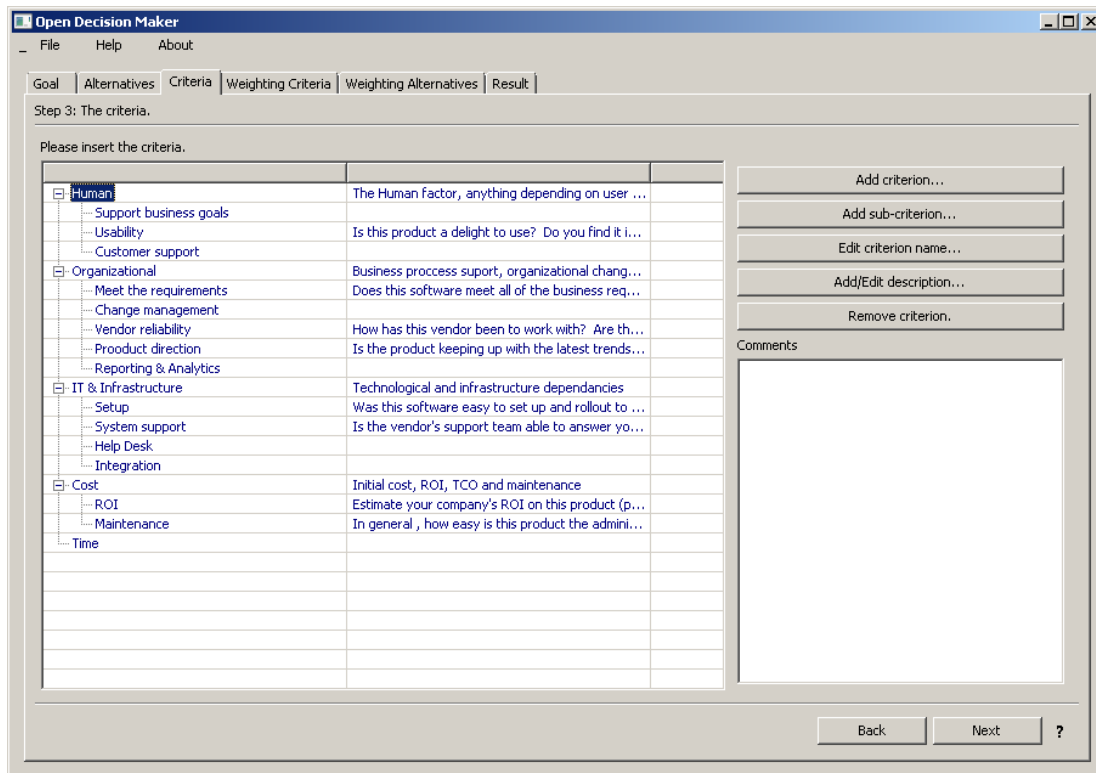 Open Decision Maker
_ File Help About
Goal Alternatives Criteria Weighting Criteria Weighting Alternatives Result
Step 3: The criteria.
Please insert the criteria.
Human The Human factor, anything depending on user ...
Support business goals
Usability Is this product a delight to use? Do you find it i...
Customer support
Organizational Business proccess suport, organizational chang...
Meet the requirements Does this software meet all of the business req...
Change management
Vendor reliability How has this vendor been to work with? Are th...
Prooduct direction Is the product keeping up with the latest trends...
Reporting & Analytics
IT & Infrastructure Technological and infrastructure dependancies
Setup Was this software easy to set up and rollout to ...
System support Is the vendor's support team able to answer yo...
Help Desk
Integration
Cost Initial cost, ROI, TCO and maintenance
ROI Estimate your company's ROI on this product (p...
Maintenance In general , how easy is this product the admini...
Time
Add criterion...
Add sub-criterion...
Edit criterion name...
Add/Edit description...
Remove criterion.
Comments
Back Next ?